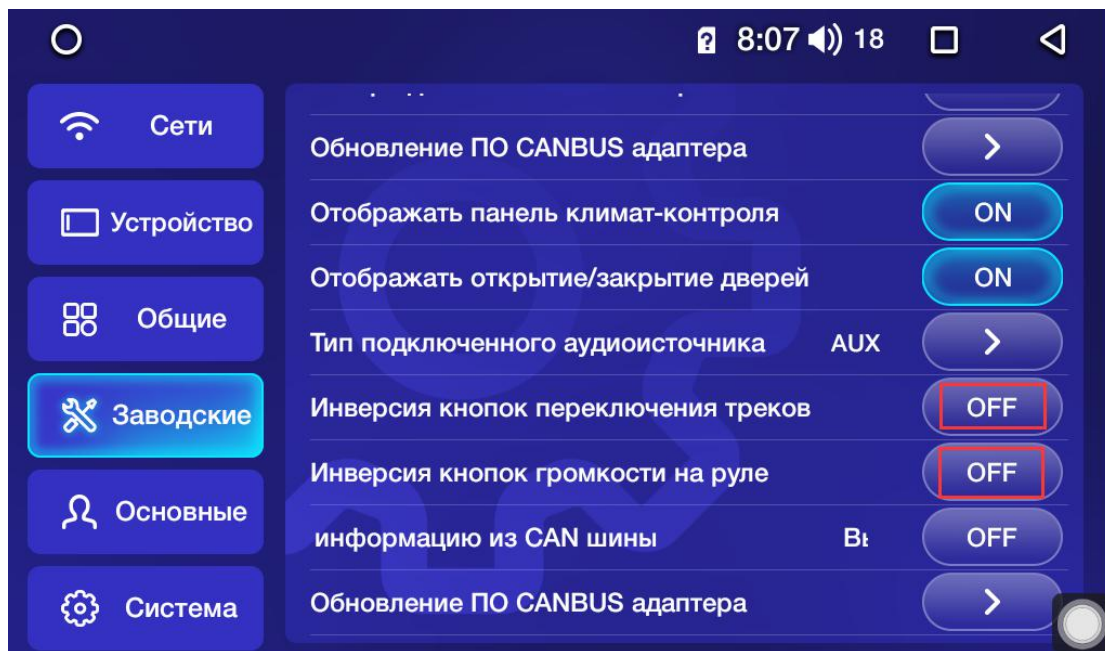 8:07 18
Сети
Устройство
Общие
Заводские
Основные
Система
Обновление ПО CANBUS адаптера
Отображать панель климат-контроля ON
Отображать открытие/закрытие дверей ON
Тип подключенного аудиоисточника AUX
Инверсия кнопок переключения треков OFF
Инверсия кнопок громкости на руле OFF
информацию из CAN шины OFF
Обновление ПО CANBUS адаптера